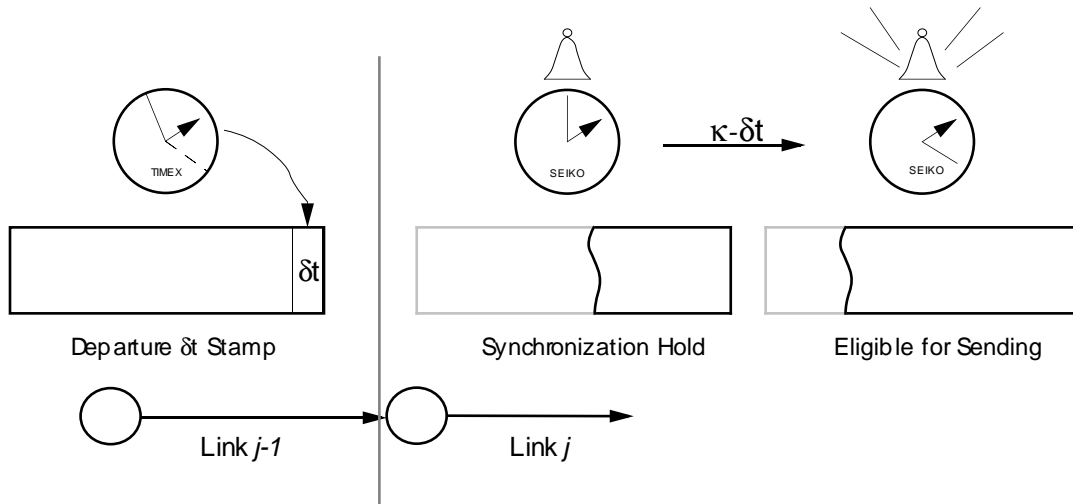 κ-δt
TIMEX
SEIKO
SEIKO
δt
Departure δt Stamp
Synchronization Hold
Eligible for Sending
Link j-1
Link j